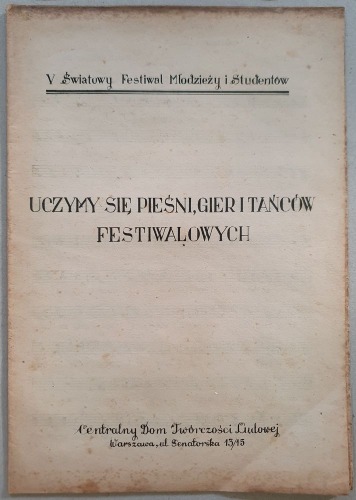 V Światowy Festiwal Młodzieży i Studentów
UCZYMY SIĘ PIEŚNI, GIER I TAŃCÓW
FESTIWALOWYCH
Centralny Dom Twórczości Ludowej
Warszawa, ul. Senatorska 13/15